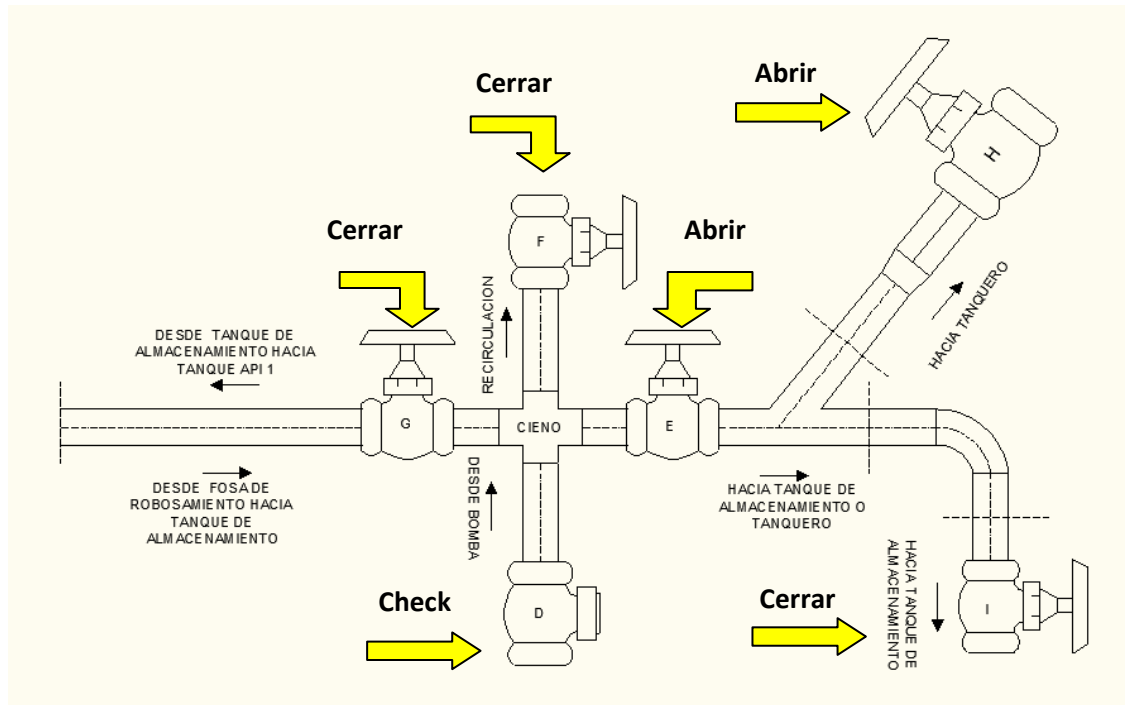 Cerrar
Abrir
H
Cerrar
F
Abrir
RECIRCULACION
HACIA TANQUERO
DESDE TANQUE DE
ALMACENAMIENTO HACIA
TANQUE API 1
G
CIENO
E
DESDE FOSA DE
ROBOSAMIENTO HACIA
TANQUE DE
ALMACENAMIENTO
DESDE BOMBA
HACIA TANQUE DE
ALMACENAMIENTO O
TANQUERO
Check
D
Cerrar
HACIA TANQUE DE
ALMACENAMIENTO
I